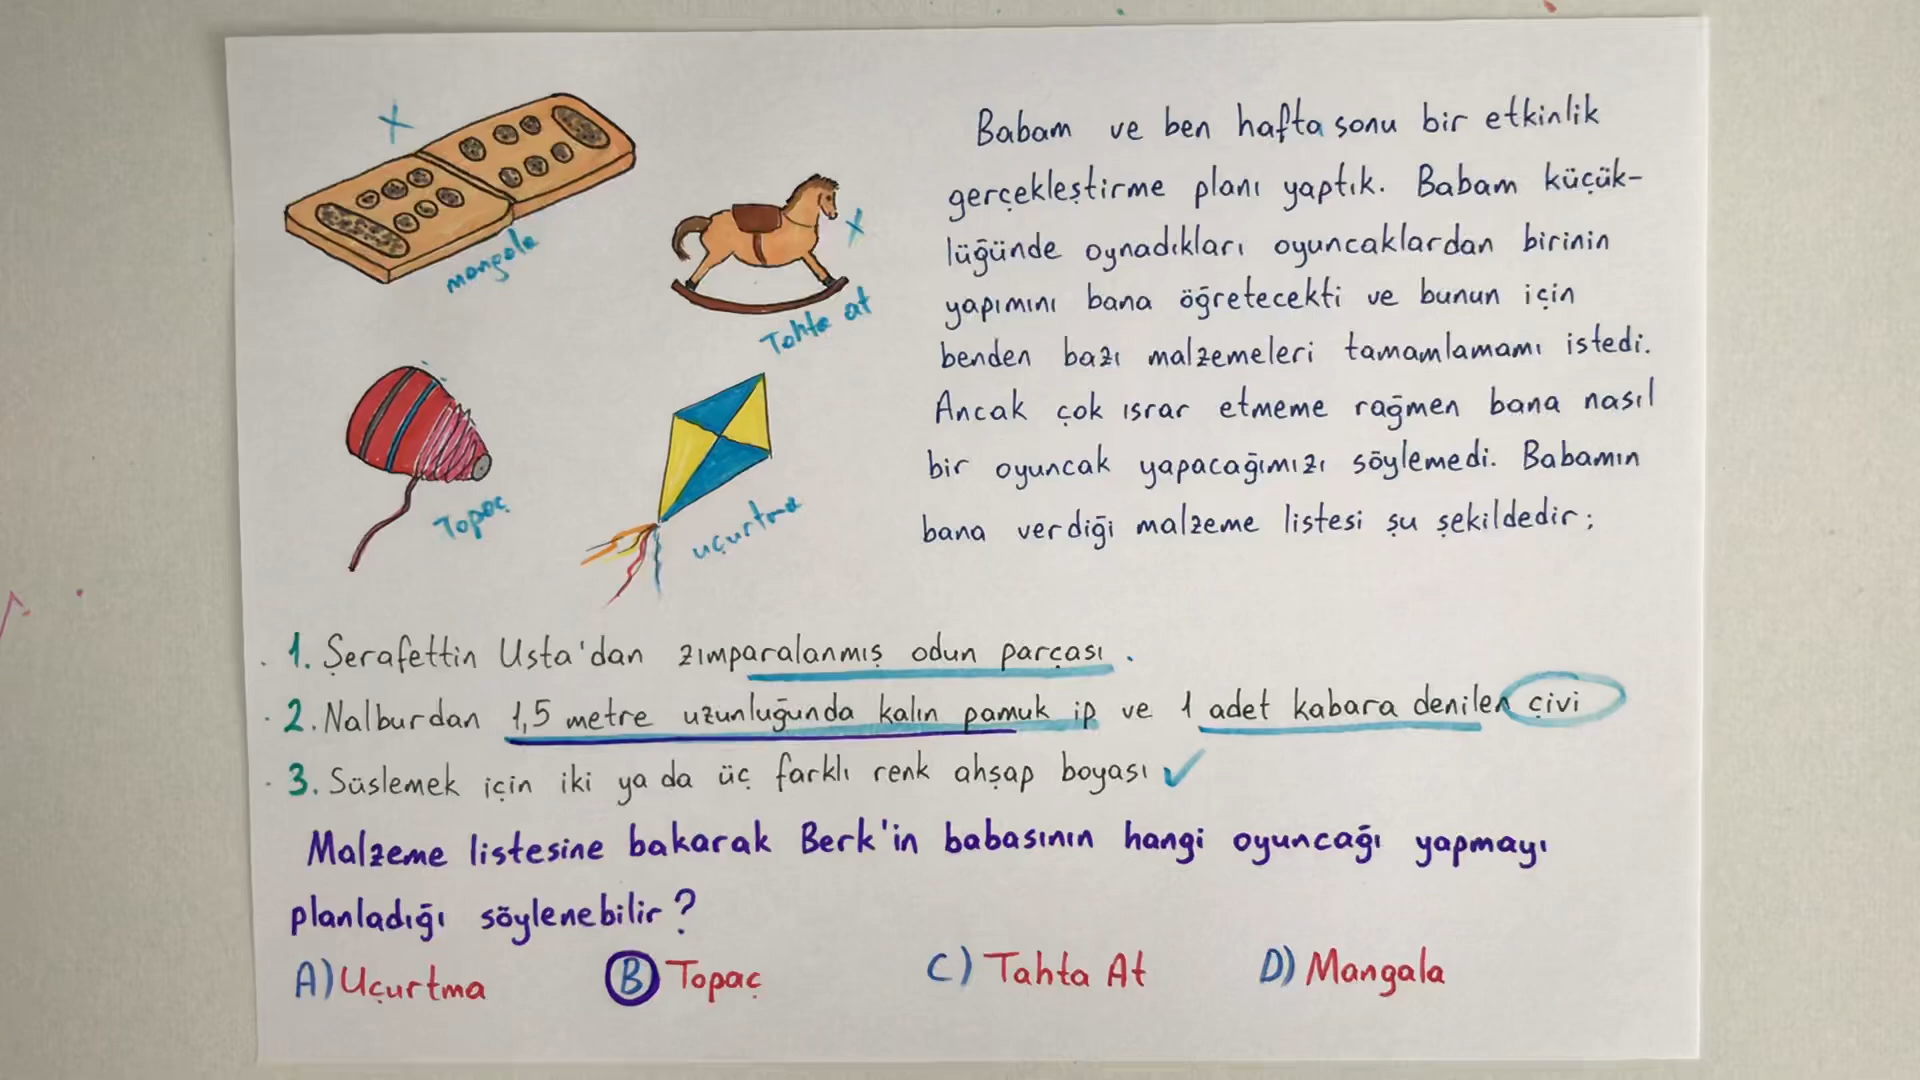 mangala
Tahta at
Topaç
uçurtma
Babam ve ben hafta sonu bir etkinlik
gerçekleştirme planı yaptık. Babam küçük-
lüğünde oynadıkları oyuncaklardan birinin
yapımını bana öğretecekti ve bunun için
benden bazı malzemeleri tamamlamamı istedi.
Ancak çok ısrar etmeme rağmen bana nasıl
bir oyuncak yapacağımızı söylemedi. Babamın
bana verdiği malzeme listesi şu şekildedir;
1. Şerafettin Usta'dan zımparalanmış odun parçası.
2. Nalburdan 1,5 metre uzunluğunda kalın pamuk ip ve 1 adet kabara denilen çivi
3. Süslemek için iki ya da üç farklı renk ahşap boyası
Malzeme listesine bakarak Berk'in babasının hangi oyuncağı yapmayı
planladığı söylenebilir?
A) Uçurtma B) Topaç C) Tahta At D) Mangala